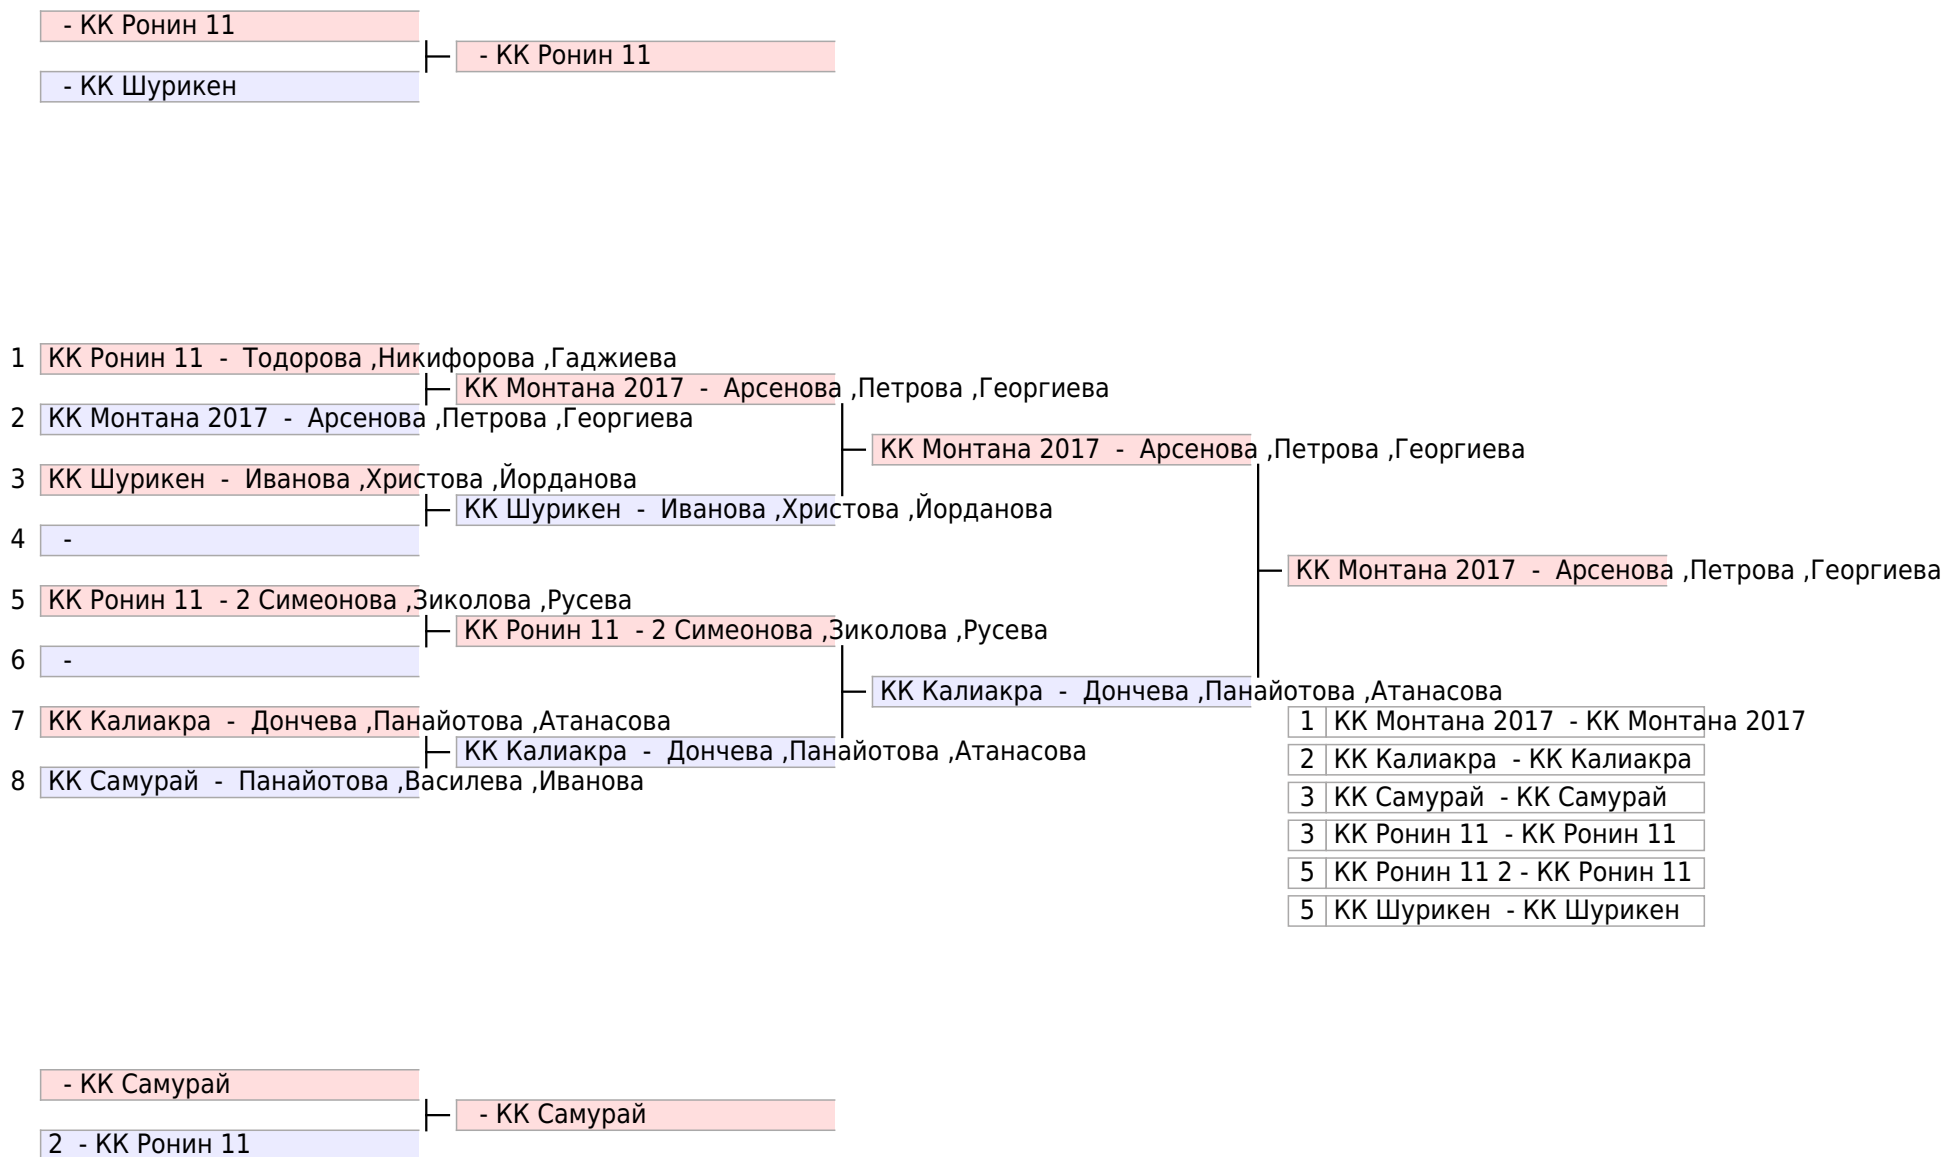 - КК Ронин 11
- КК Ронин 11
- КК Шурикен
1 КК Ронин 11 - Тодорова ,Никифорова ,Гаджиева
КК Монтана 2017 - Арсенова ,Петрова ,Георгиева
2 КК Монтана 2017 - Арсенова ,Петрова ,Георгиева
КК Монтана 2017 - Арсенова ,Петрова ,Георгиева
3 КК Шурикен - Иванова ,Христова ,Йорданова
КК Шурикен - Иванова ,Христова ,Йорданова
4 -
КК Монтана 2017 - Арсенова ,Петрова ,Георгиева
5 КК Ронин 11 - 2 Симеонова ,Зиколова ,Русева
КК Ронин 11 - 2 Симеонова ,Зиколова ,Русева
6 -
КК Калиакра - Дончева ,Панайотова ,Атанасова
7 КК Калиакра - Дончева ,Панайотова ,Атанасова
КК Калиакра - Дончева ,Панайотова ,Атанасова
8 КК Самурай - Панайотова ,Василева ,Иванова
1 КК Монтана 2017 - КК Монтана 2017
2 КК Калиакра - КК Калиакра
3 КК Самурай - КК Самурай
3 КК Ронин 11 - КК Ронин 11
5 КК Ронин 11 2 - КК Ронин 11
5 КК Шурикен - КК Шурикен
- КК Самурай
- КК Самурай
2 - КК Ронин 11